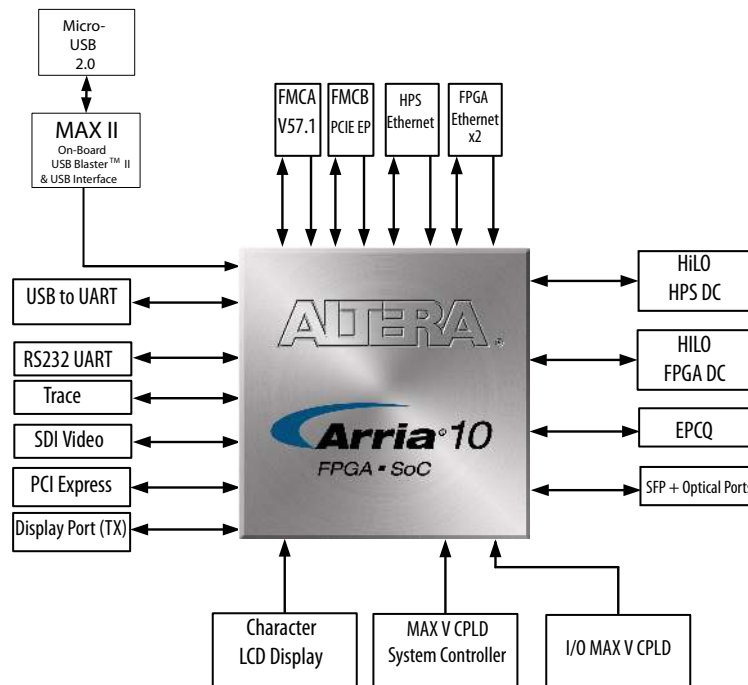 Micro-
USB
2.0
MAX II
On-Board
USB Blaster™ II
& USB Interface
FMCA
V57.1
FMCB
PCIE EP
HPS
Ethernet
FPGA
Ethernet
x2
USB to UART
RS232 UART
Trace
SDI Video
PCI Express
Display Port (TX)
ALTERA®
Arria® 10
FPGA ▪ SoC
HiLO
HPS DC
HILO
FPGA DC
EPCQ
SFP + Optical Ports
Character
LCD Display
MAX V CPLD
System Controller
I/O MAX V CPLD